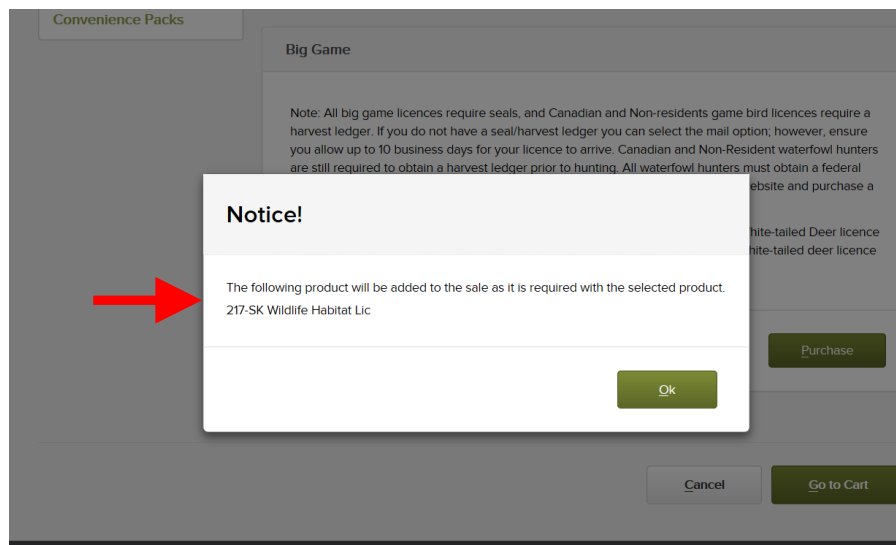 Convenience Packs
Big Game
Note: All big game licences require seals, and Canadian and Non-residents game bird licences require a
harvest ledger. If you do not have a seal/harvest ledger you can select the mail option; however, ensure
you allow up to 10 business days for your licence to arrive. Canadian and Non-Resident waterfowl hunters
are still required to obtain a harvest ledger prior to hunting. All waterfowl hunters must obtain a federal
ebsite and purchase a
hite-tailed Deer licence
hite-tailed deer licence
Notice!
The following product will be added to the sale as it is required with the selected product.
217-SK Wildlife Habitat Lic
Purchase
Ok
Cancel
Go to Cart